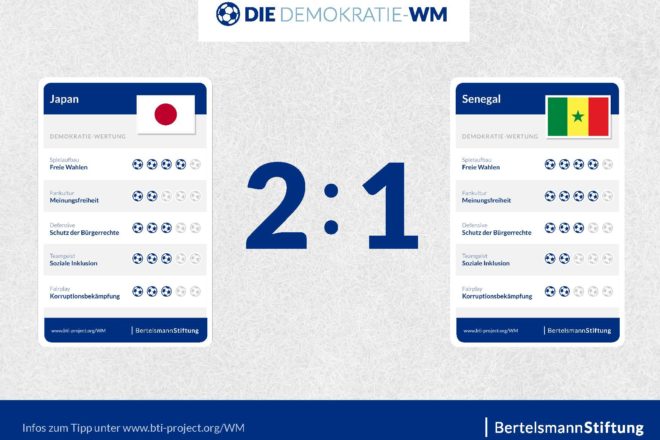 DIE DEMOKRATIE-WM
Japan
DEMOKRATIE-WERTUNG
Spielaufbau
Freie Wahlen
Fankultur
Meinungsfreiheit
Defensive
Schutz der Bürgerrechte
Teamgeist
Soziale Inklusion
Fairplay
Korruptionsbekämpfung
www.bti-project.org/WM
BertelsmannStiftung
2:1
Senegal
DEMOKRATIE-WERTUNG
Spielaufbau
Freie Wahlen
Fankultur
Meinungsfreiheit
Defensive
Schutz der Bürgerrechte
Teamgeist
Soziale Inklusion
Fairplay
Korruptionsbekämpfung
www.bti-project.org/WM
BertelsmannStiftung
Infos zum Tipp unter www.bti-project.org/WM
BertelsmannStiftung